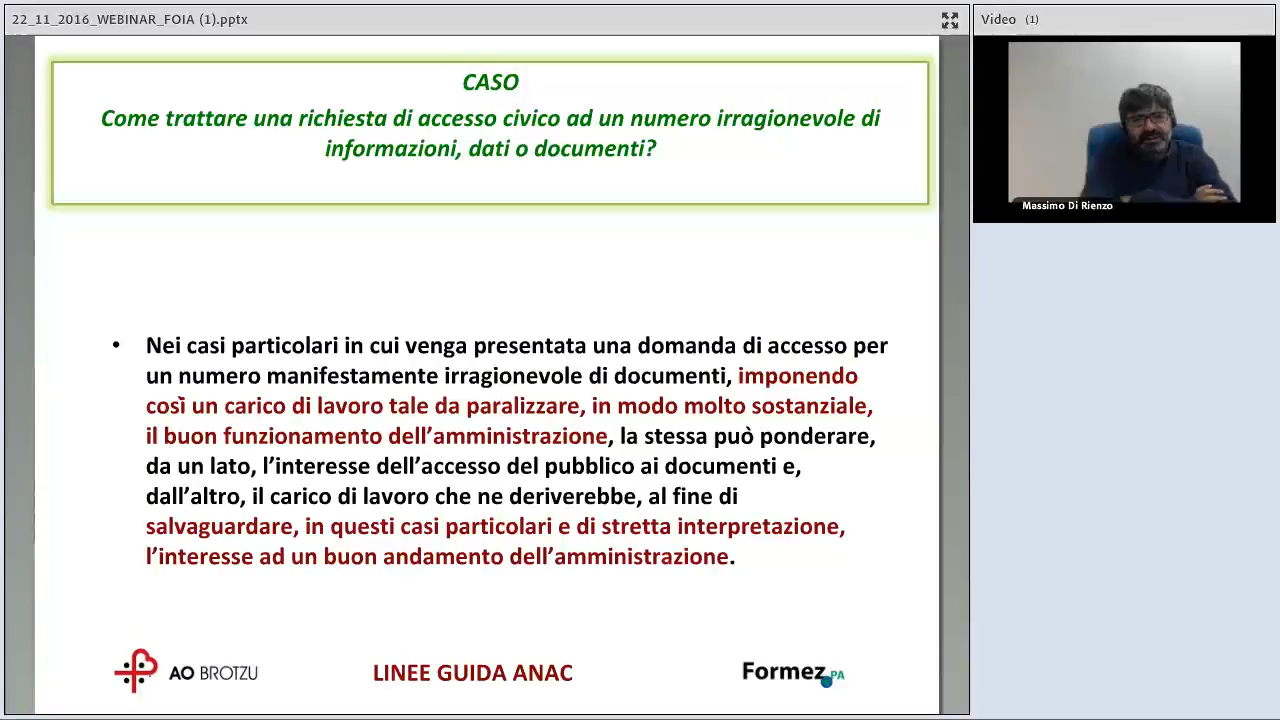 22_11_2016_WEBINAR_FOIA (1).pptx
Video (1)
CASO
Come trattare una richiesta di accesso civico ad un numero irragionevole di
informazioni, dati o documenti?
Massimo Di Rienzo
• Nei casi particolari in cui venga presentata una domanda di accesso per
un numero manifestamente irragionevole di documenti, imponendo
così un carico di lavoro tale da paralizzare, in modo molto sostanziale,
il buon funzionamento dell’amministrazione, la stessa può ponderare,
da un lato, l’interesse dell’accesso del pubblico ai documenti e,
dall’altro, il carico di lavoro che ne deriverebbe, al fine di
salvaguardare, in questi casi particolari e di stretta interpretazione,
l’interesse ad un buon andamento dell’amministrazione.
AO BROTZU
LINEE GUIDA ANAC
Formez PA